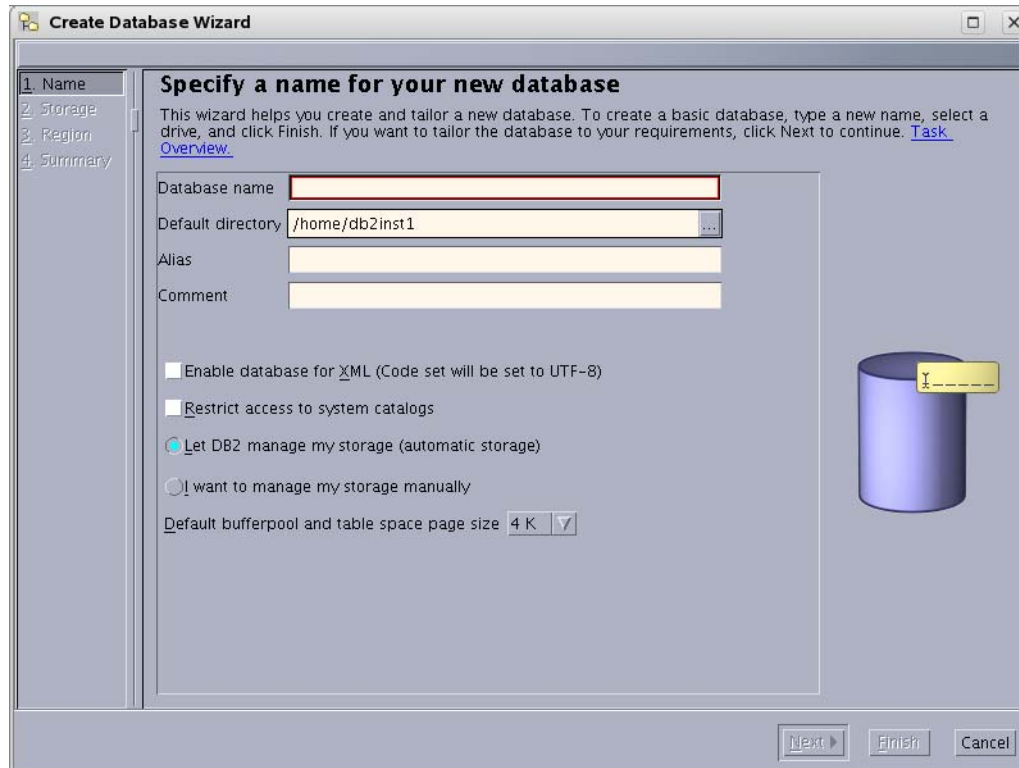 Create Database Wizard
1. Name
2. Storage
3. Region
4. Summary
Specify a name for your new database
This wizard helps you create and tailor a new database. To create a basic database, type a new name, select a
drive, and click Finish. If you want to tailor the database to your requirements, click Next to continue. Task
Overview.
Database name
Default directory /home/db2inst1 ...
Alias
Comment
Enable database for XML (Code set will be set to UTF-8)
Restrict access to system catalogs
Let DB2 manage my storage (automatic storage)
I want to manage my storage manually
Default bufferpool and table space page size 4 K
Next Finish Cancel